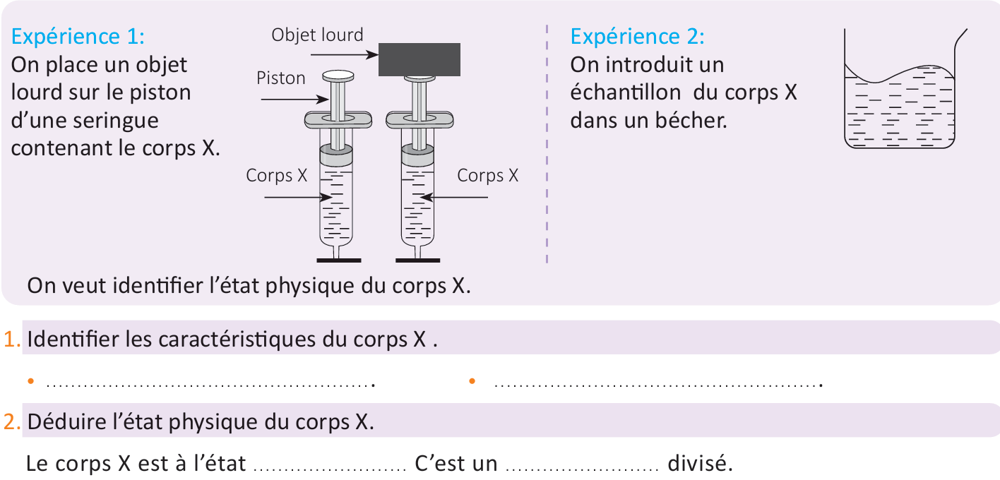 Expérience 1:
On place un objet
lourd sur le piston
d'une seringue
contenant le corps X.
Objet lourd
Piston
Corps X
Corps X
Expérience 2:
On introduit un
échantillon du corps X
dans un bécher.
On veut identifier l'état physique du corps X.
1. Identifier les caractéristiques du corps X .
• .................................................... . • .................................................... .
2. Déduire l'état physique du corps X.
Le corps X est à l'état ......................... C'est un ......................... divisé.